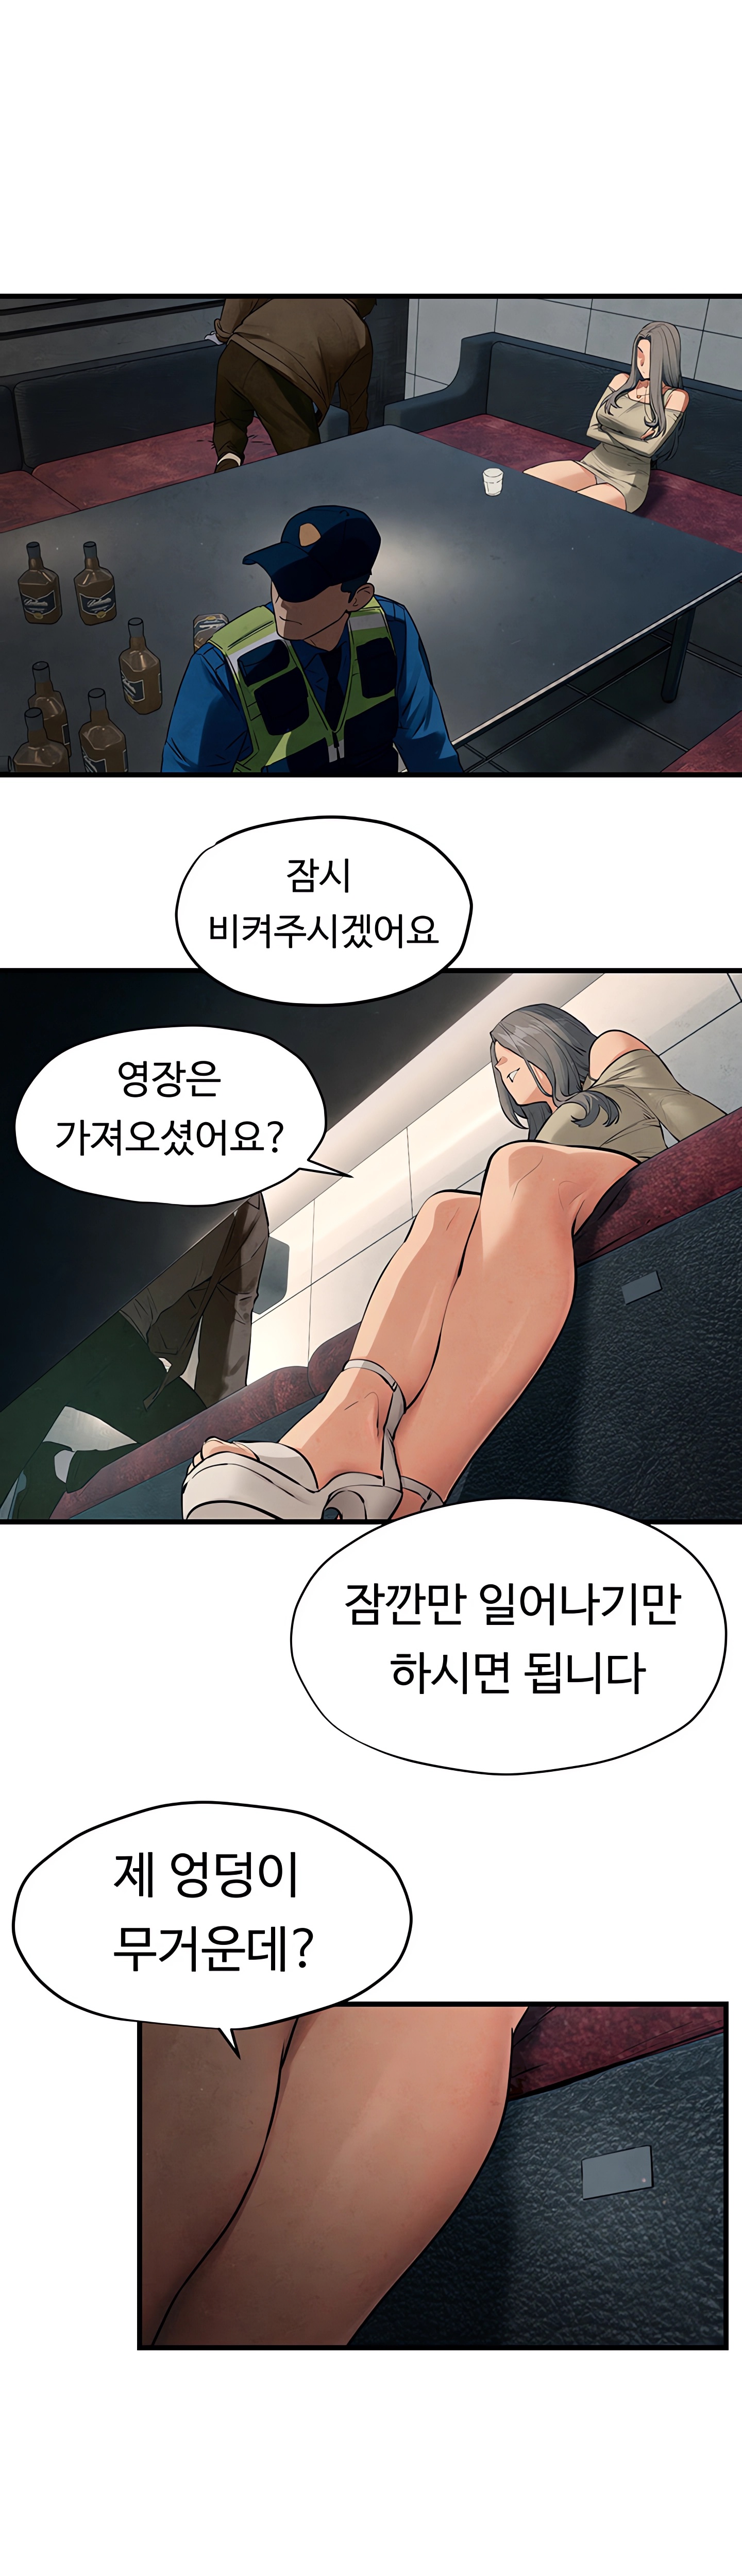 잠시
비켜주시겠어요
영장은
가져오셨어요?
잠깐만 일어나기만
하시면 됩니다
제 엉덩이
무거운데?